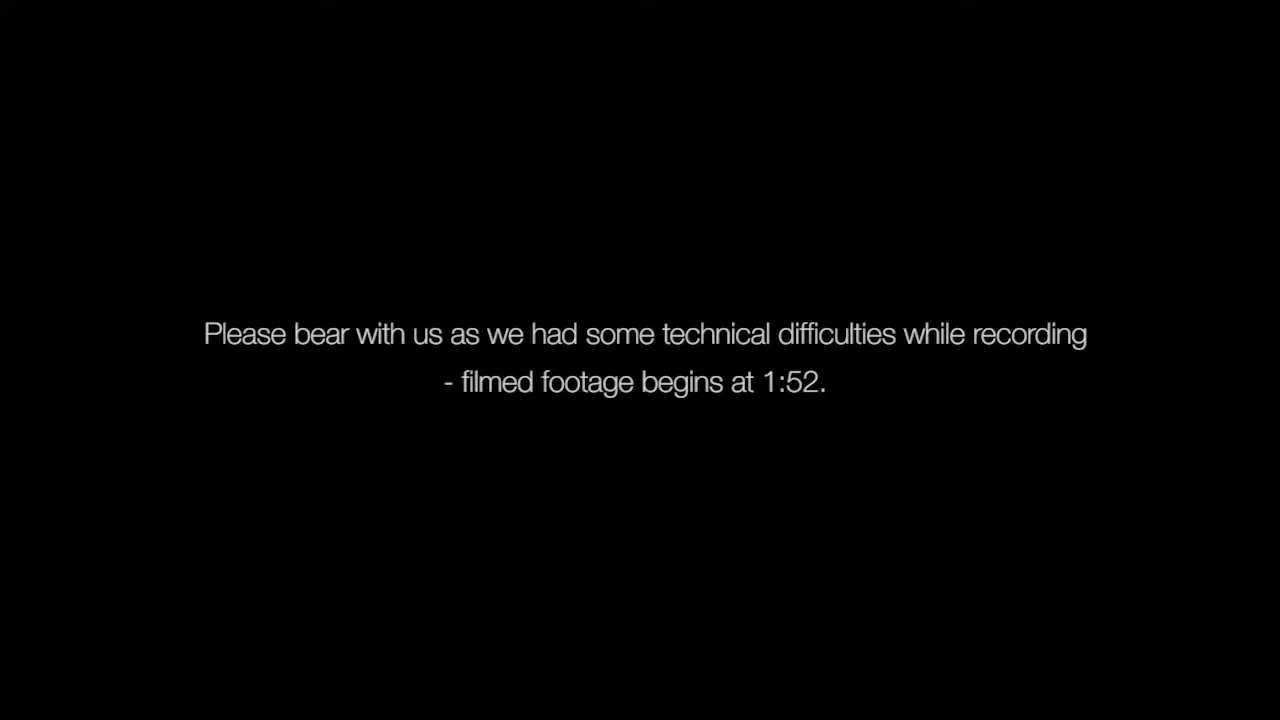 Please bear with us as we had some technical difficulties while recording
- filmed footage begins at 1:52.